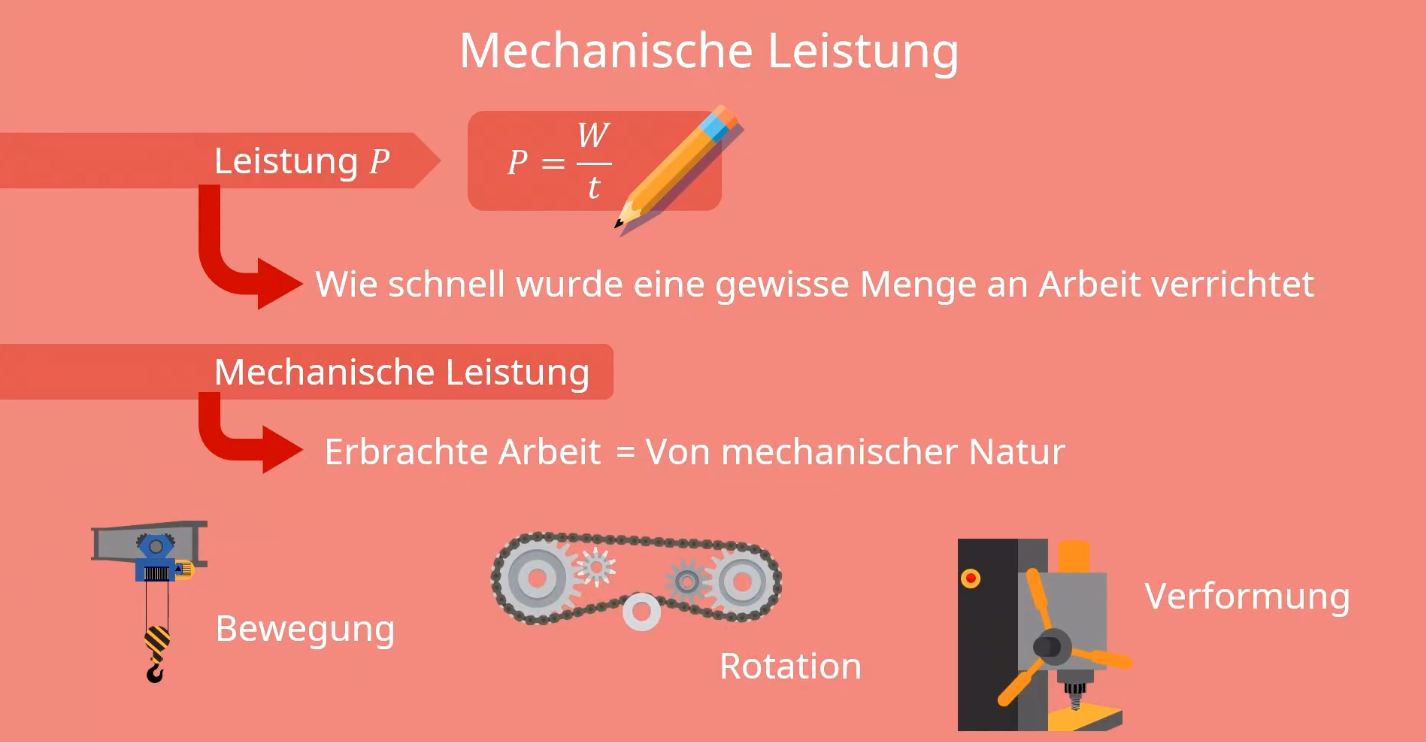 Mechanische Leistung
Leistung P
P = W/t
Wie schnell wurde eine gewisse Menge an Arbeit verrichtet
Mechanische Leistung
Erbrachte Arbeit = Von mechanischer Natur
Bewegung
Rotation
Verformung